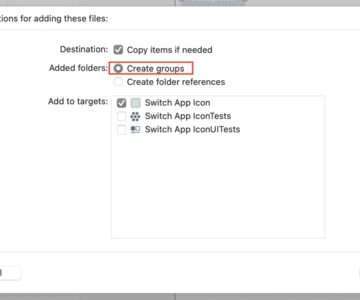 tions for adding these files:
Destination: Copy items if needed
Added folders: Create groups
Create folder references
Add to targets: Switch App Icon
Switch App IconTests
Switch App IconUITests